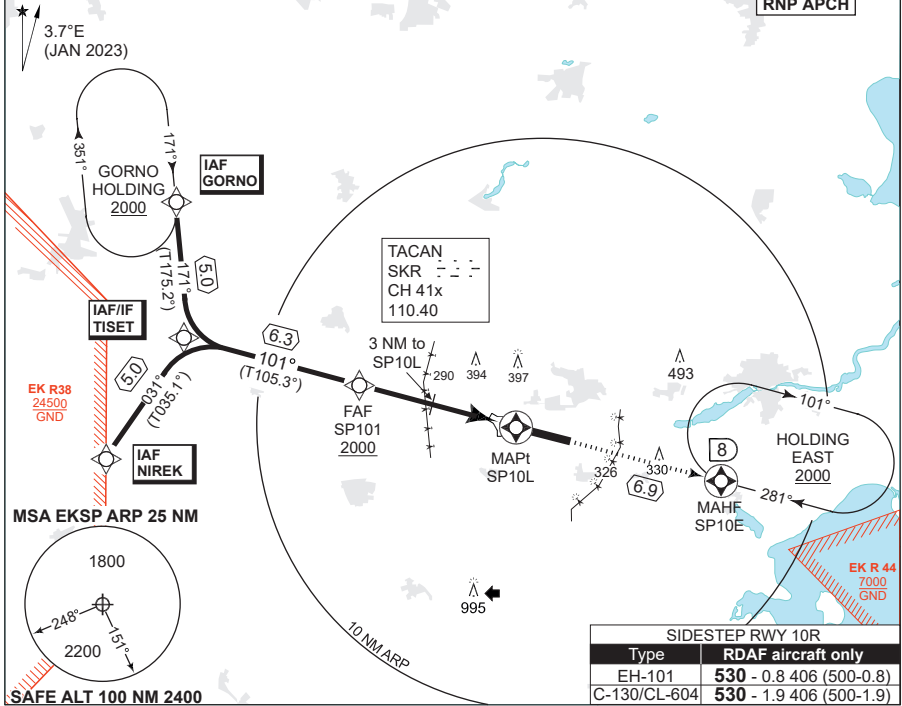 RNP APCH
3.7°E
(JAN 2023)
351°
171°
GORNO
HOLDING
2000
IAF
GORNO
171°
(T175.2°)
5.0
TACAN
SKR
CH 41x
110.40
IAF/IF
TISET
6.3
101°
(T105.3°)
3 NM to
SP10L
290
394
397
493
5.0
031°
(T035.1°)
EK R38
24500
GND
FAF
SP101
2000
101°
HOLDING
EAST
2000
IAF
NIREK
MAPt
SP10L
8
326
330
6.9
281°
MAHF
SP10E
MSA EKSP ARP 25 NM
1800
248°
151°
2200
SAFE ALT 100 NM 2400
EK R 44
7000
GND
995
10 NM ARP
SIDESTEP RWY 10R
Type RDAF aircraft only
EH-101 530 - 0.8 406 (500-0.8)
C-130/CL-604 530 - 1.9 406 (500-1.9)